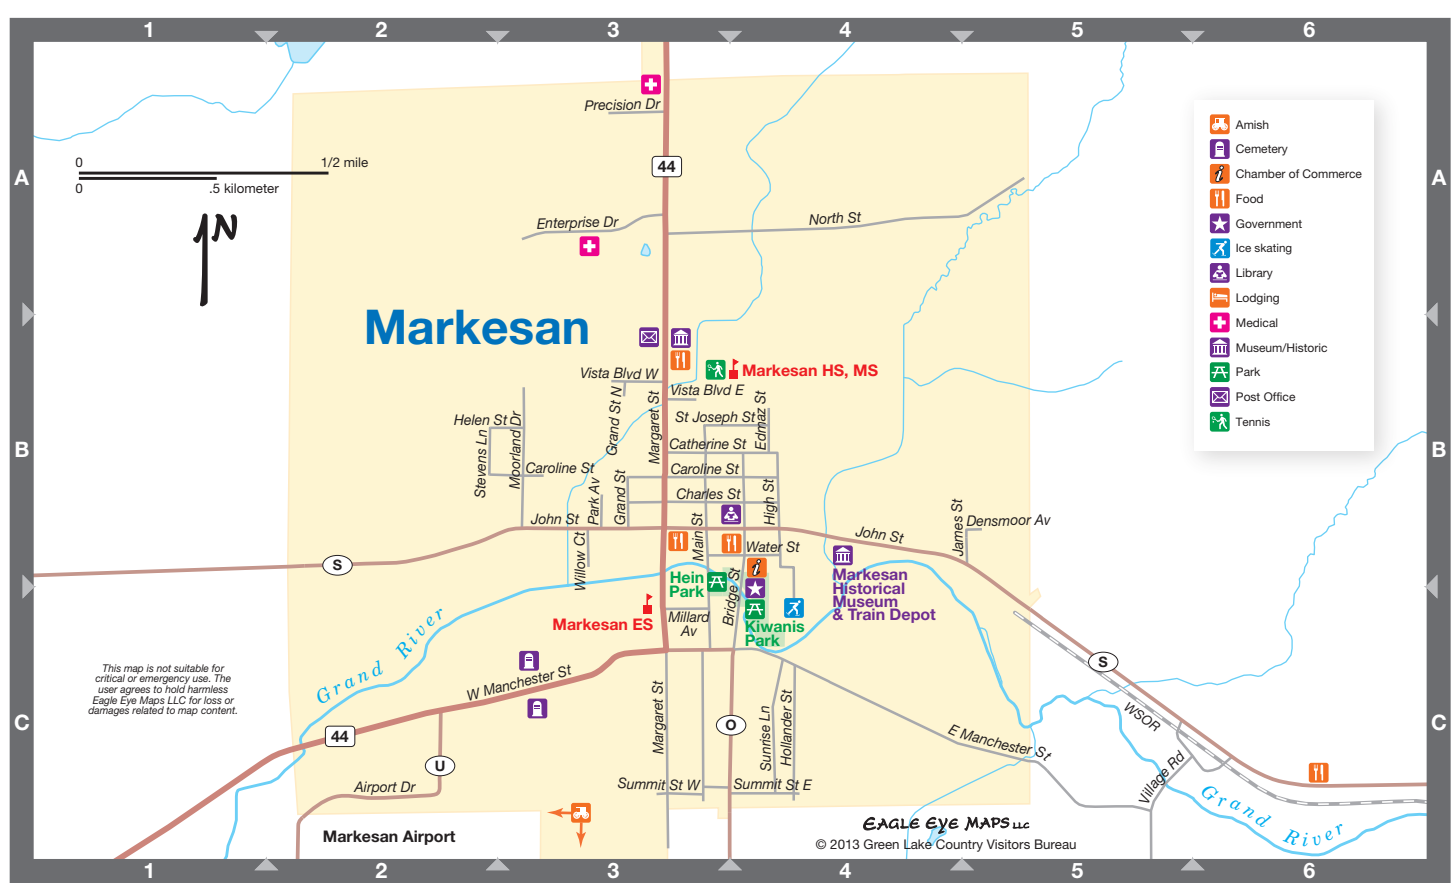 1 2 3 4 5 6
Precision Dr
A
0 1/2 mile
0 .5 kilometer
N
44
Enterprise Dr
North St
A
Amish
Cemetery
Chamber of Commerce
Food
Government
Ice skating
Library
Lodging
Medical
Museum/Historic
Park
Post Office
Tennis
Markesan
Markesan HS, MS
Vista Blvd W
Vista Blvd E
Grand St N
Margaret St
Edmaz St
St Joseph St
Helen St
Stevens Ln
Moorland Dr
B
Catherine St
B
Caroline St
Caroline St
Park Av
Grand St
Charles St
High St
John St
Main St
John St
James St
Densmoor Av
Water St
Willow Ct
S
Hein
Park
Bridge St
Markesan
Historical
Museum
& Train Depot
Markesan ES
Millard
Av
Kiwanis
Park
Grand River
S
This map is not suitable for
critical or emergency use. The
user agrees to hold harmless
Eagle Eye Maps LLC for loss or
damages related to map content.
W Manchester St
C
44
Margaret St
O
Sunrise Ln
Hollander St
E Manchester St
WSOR
C
U
Village Rd
Airport Dr
Summit St W
Summit St E
Grand River
Markesan Airport
EAGLE EYE MAPS LLC
© 2013 Green Lake Country Visitors Bureau
1 2 3 4 5 6